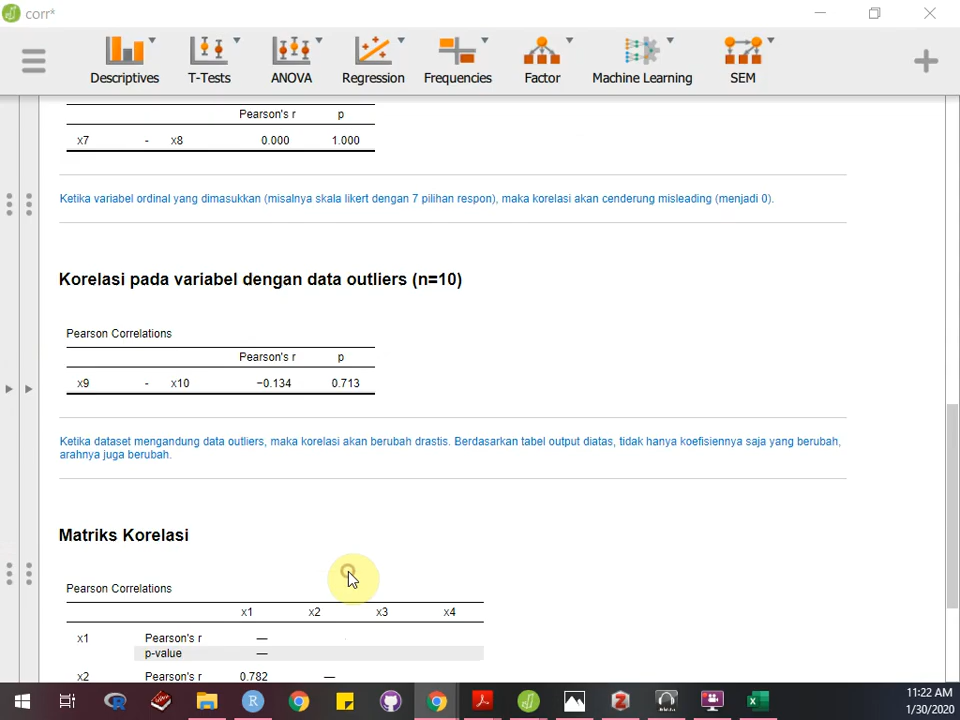 corr*
Descriptives T-Tests ANOVA Regression Frequencies Factor Machine Learning SEM
Pearson's r p
x7 - x8 0.000 1.000
Ketika variabel ordinal yang dimasukkan (misalnya skala likert dengan 7 pilihan respon), maka korelasi akan cenderung misleading (menjadi 0).
Korelasi pada variabel dengan data outliers (n=10)
Pearson Correlations
Pearson's r p
x9 - x10 −0.134 0.713
Ketika dataset mengandung data outliers, maka korelasi akan berubah drastis. Berdasarkan tabel output diatas, tidak hanya koefisiennya saja yang berubah,
arahnya juga berubah.
Matriks Korelasi
Pearson Correlations
x1 x2 x3 x4
x1 Pearson's r —
p-value —
x2 Pearson's r 0.782 —
11:22 AM
1/30/2020